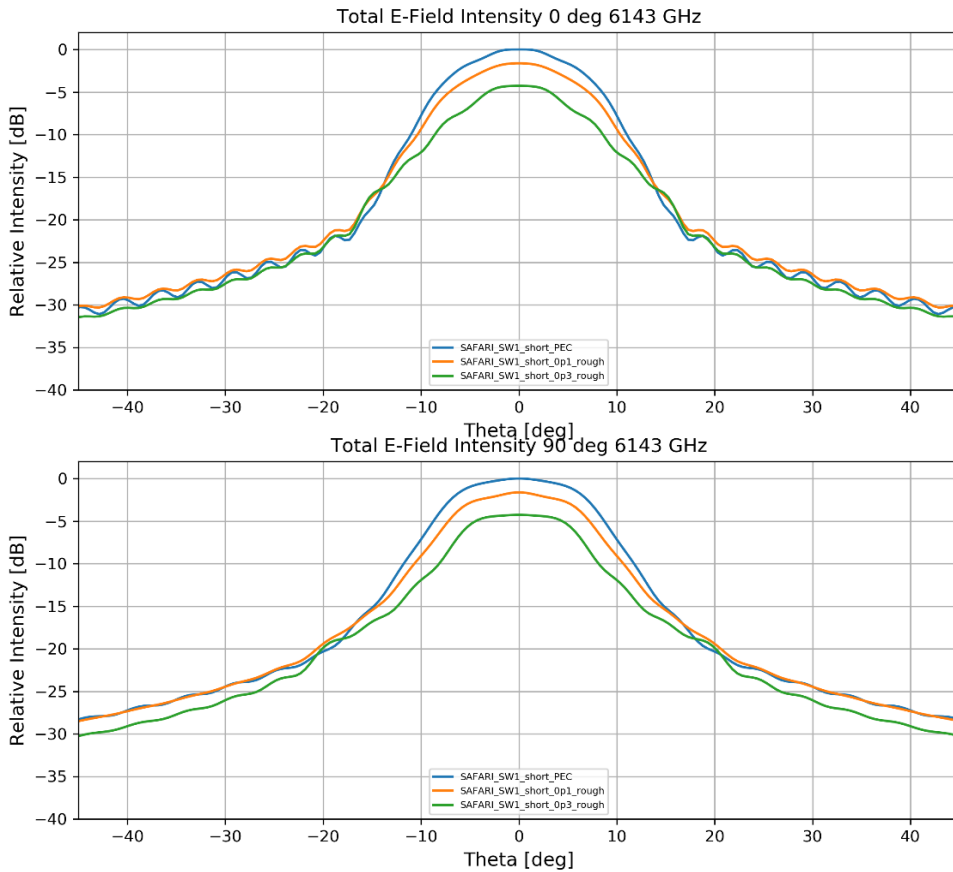 Total E-Field Intensity 0 deg 6143 GHz
Relative Intensity [dB]
0
−5
−10
−15
−20
−25
−30
−35
−40
SAFARI_SW1_short_PEC
SAFARI_SW1_short_0p1_rough
SAFARI_SW1_short_0p3_rough
−40 −30 −20 −10 0 10 20 30 40
Theta [deg]
Total E-Field Intensity 90 deg 6143 GHz
Relative Intensity [dB]
0
−5
−10
−15
−20
−25
−30
−35
−40
SAFARI_SW1_short_PEC
SAFARI_SW1_short_0p1_rough
SAFARI_SW1_short_0p3_rough
−40 −30 −20 −10 0 10 20 30 40
Theta [deg]